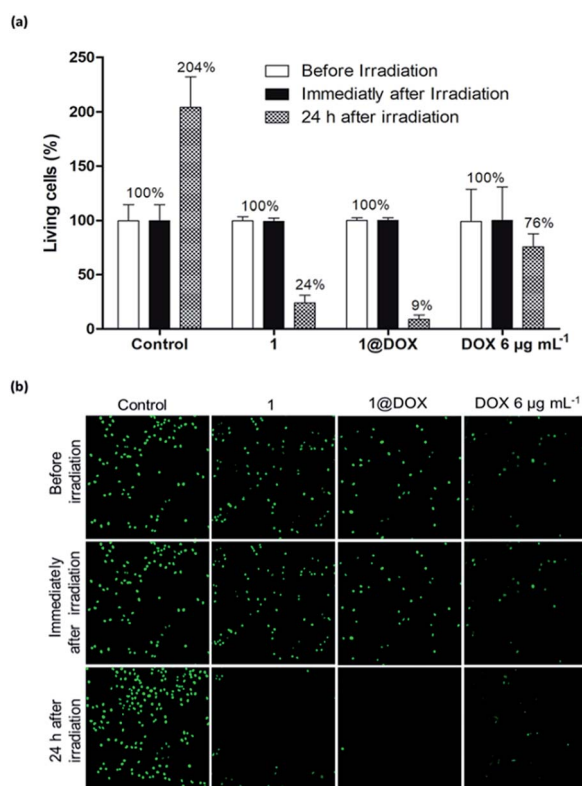 (a)
Living cells (%)
250
200
150
100
50
0
204%
100%
100%
24%
100%
9%
100%
76%
Before Irradiation
Immediatly after Irradiation
24 h after irradiation
Control
1
1@DOX
DOX 6 µg mL⁻¹
(b)
Control
1
1@DOX
DOX 6 µg mL⁻¹
Before
irradiation
Immediately
after irradiation
24 h after
irradiation